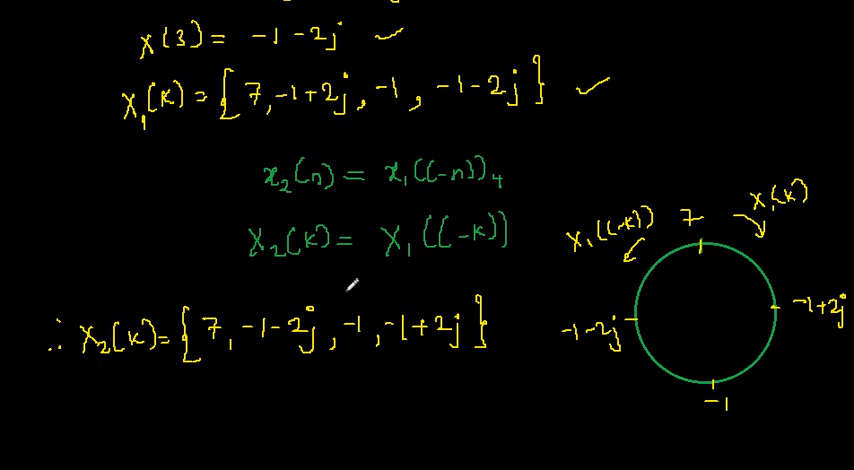 X(3) = -1-2j ✓
X₁(k) = { 7, -1+2j, -1, -1-2j } ✓
x₂(n) = x₁((-n))₄
X₂(k) = X₁((-k))
∴ X₂(k) = { 7, -1-2j, -1, -1+2j }
X₁((-k))
7
X₁(k)
-1-2j
-1+2j
-1